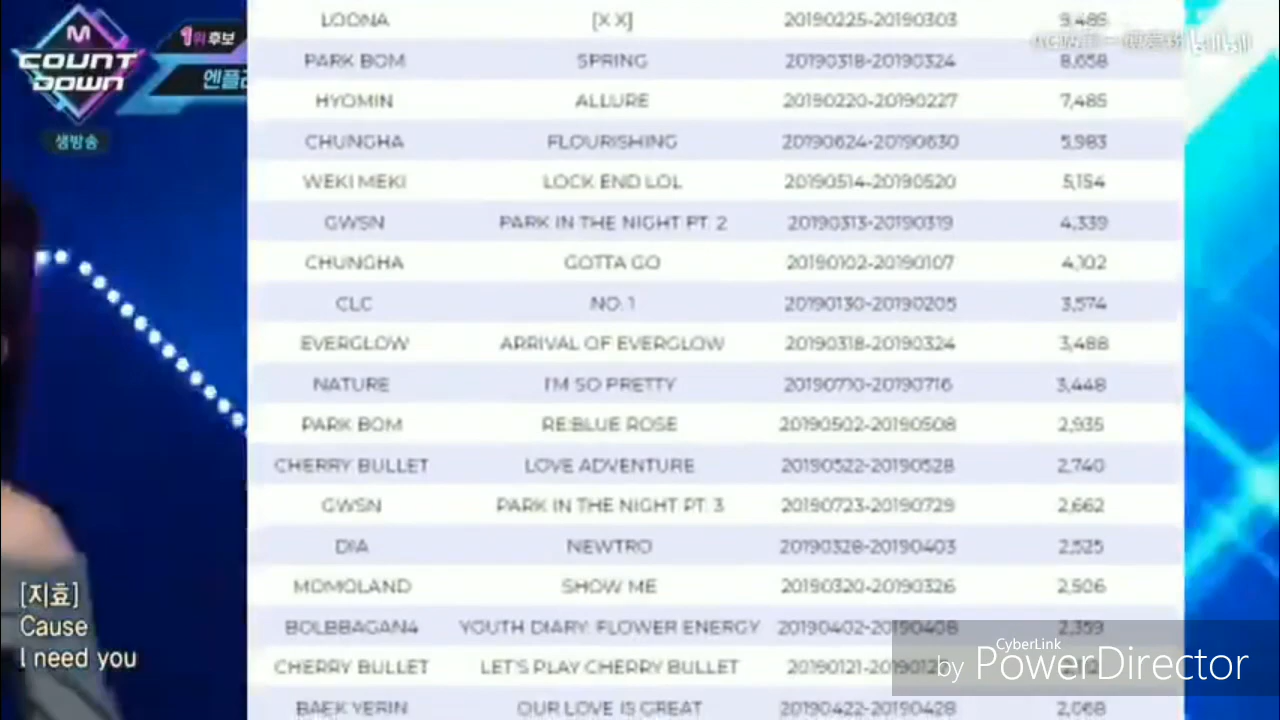 M
COUNT
DOWN
1위 후보
생방송
LOONA [X X] 20190225-20190303 9,485
PARK BOM SPRING 20190318-20190324 8,658
HYOMIN ALLURE 20190220-20190227 7,485
CHUNGHA FLOURISHING 20190624-20190630 5,983
WEKI MEKI LOCK END LOL 20190514-20190520 5,154
GWSN PARK IN THE NIGHT PT. 2 20190313-20190319 4,339
CHUNGHA GOTTA GO 20190102-20190107 4,102
CLC NO. 1 20190130-20190205 3,574
EVERGLOW ARRIVAL OF EVERGLOW 20190318-20190324 3,488
NATURE I'M SO PRETTY 20190710-20190716 3,448
PARK BOM RE:BLUE ROSE 20190502-20190508 2,935
CHERRY BULLET LOVE ADVENTURE 20190522-20190528 2,740
GWSN PARK IN THE NIGHT PT. 3 20190723-20190729 2,662
DIA NEWTRO 20190328-20190403 2,525
MOMOLAND SHOW ME 20190320-20190326 2,506
BOLBBAGAN4 YOUTH DIARY: FLOWER ENERGY 20190402-20190408 2,359
CHERRY BULLET LET'S PLAY CHERRY BULLET
BAEK YERIN OUR LOVE IS GREAT 20190422-20190428 2,068
[지효]
Cause
I need you
CyberLink
by PowerDirector